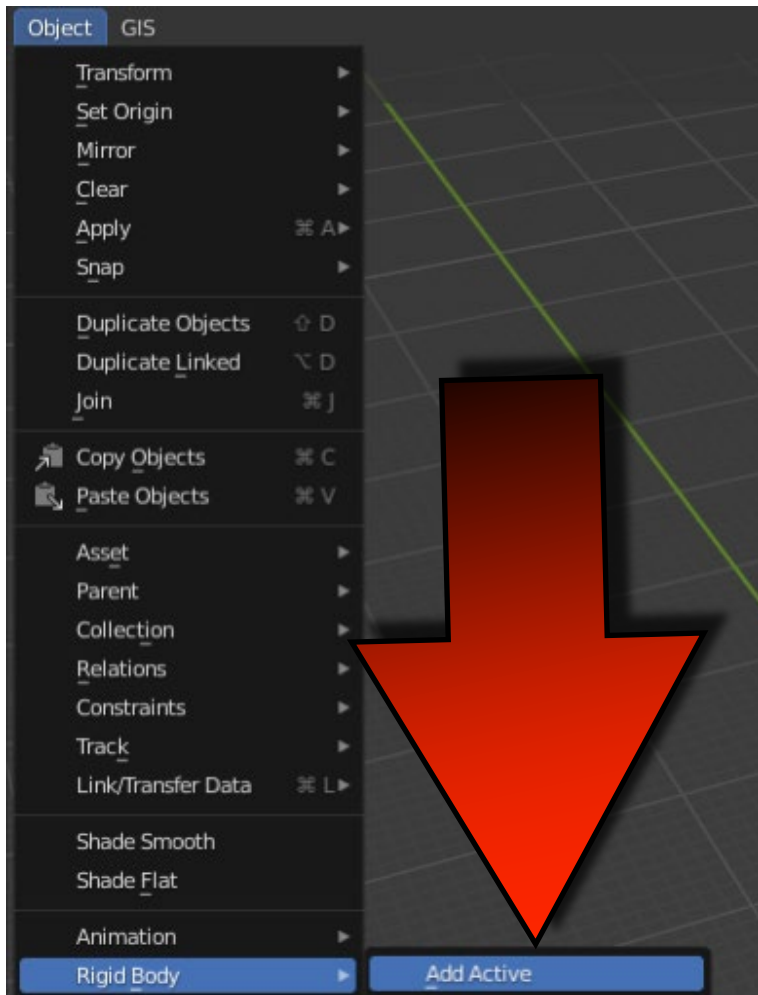 Object GIS
Transform
Set Origin
Mirror
Clear
Apply ⌘ A
Snap
Duplicate Objects ⇧ D
Duplicate Linked ⌥ D
Join ⌘ J
Copy Objects ⌘ C
Paste Objects ⌘ V
Asset
Parent
Collection
Relations
Constraints
Track
Link/Transfer Data ⌘ L
Shade Smooth
Shade Flat
Animation
Rigid Body Add Active